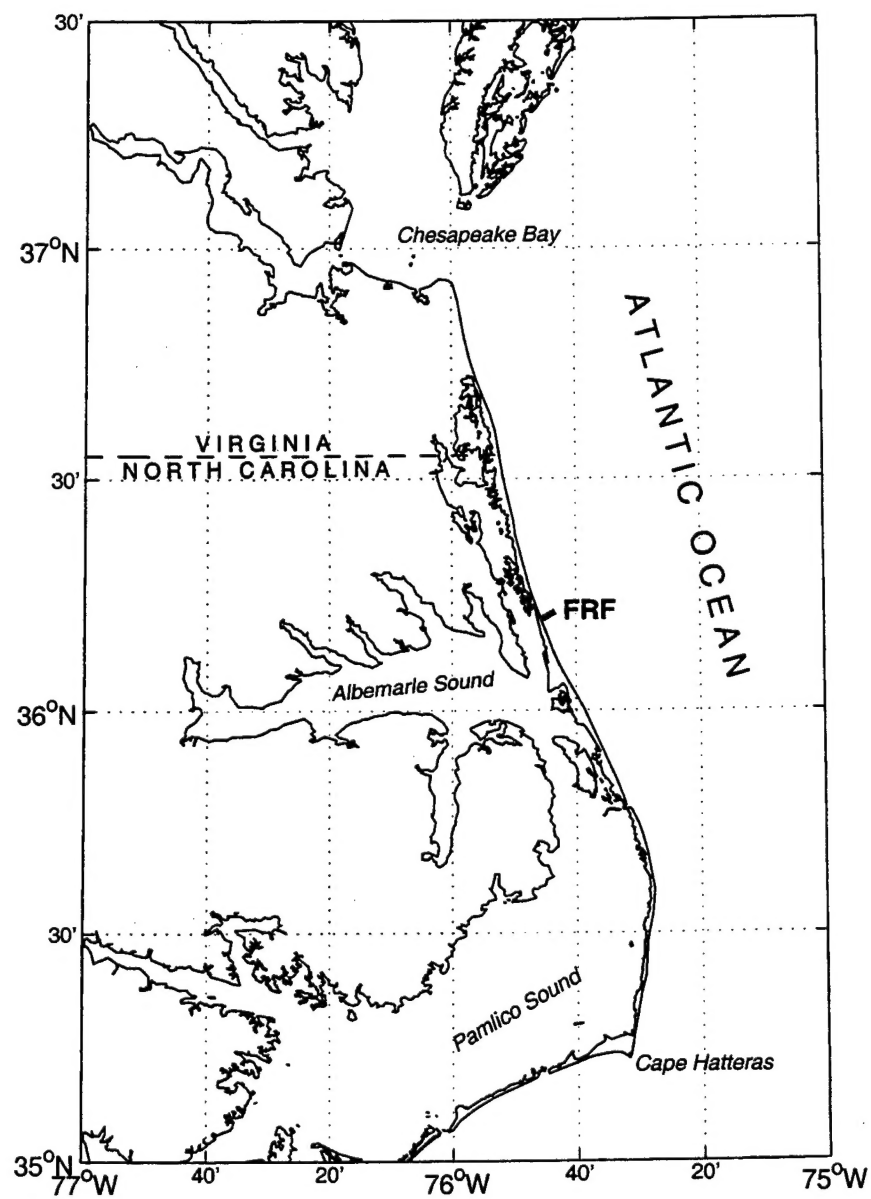 30'
Chesapeake Bay
37°N
ATLANTIC OCEAN
VIRGINIA
NORTH CAROLINA
30'
FRF
Albemarle Sound
36°N
30'
Pamlico Sound
Cape Hatteras
35°N
77°W 40' 20' 76°W 40' 20' 75°W